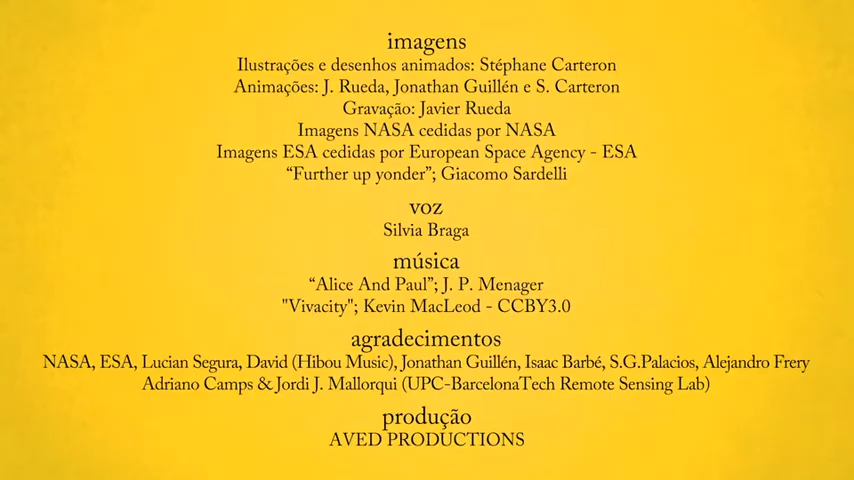 imagens
Ilustrações e desenhos animados: Stéphane Carteron
Animações: J. Rueda, Jonathan Guillén e S. Carteron
Gravação: Javier Rueda
Imagens NASA cedidas por NASA
Imagens ESA cedidas por European Space Agency - ESA
“Further up yonder”; Giacomo Sardelli
voz
Silvia Braga
música
“Alice And Paul”; J. P. Menager
"Vivacity"; Kevin MacLeod - CCBY3.0
agradecimentos
NASA, ESA, Lucian Segura, David (Hibou Music), Jonathan Guillén, Isaac Barbé, S.G.Palacios, Alejandro Frery
Adriano Camps & Jordi J. Mallorqui (UPC-BarcelonaTech Remote Sensing Lab)
produção
AVED PRODUCTIONS